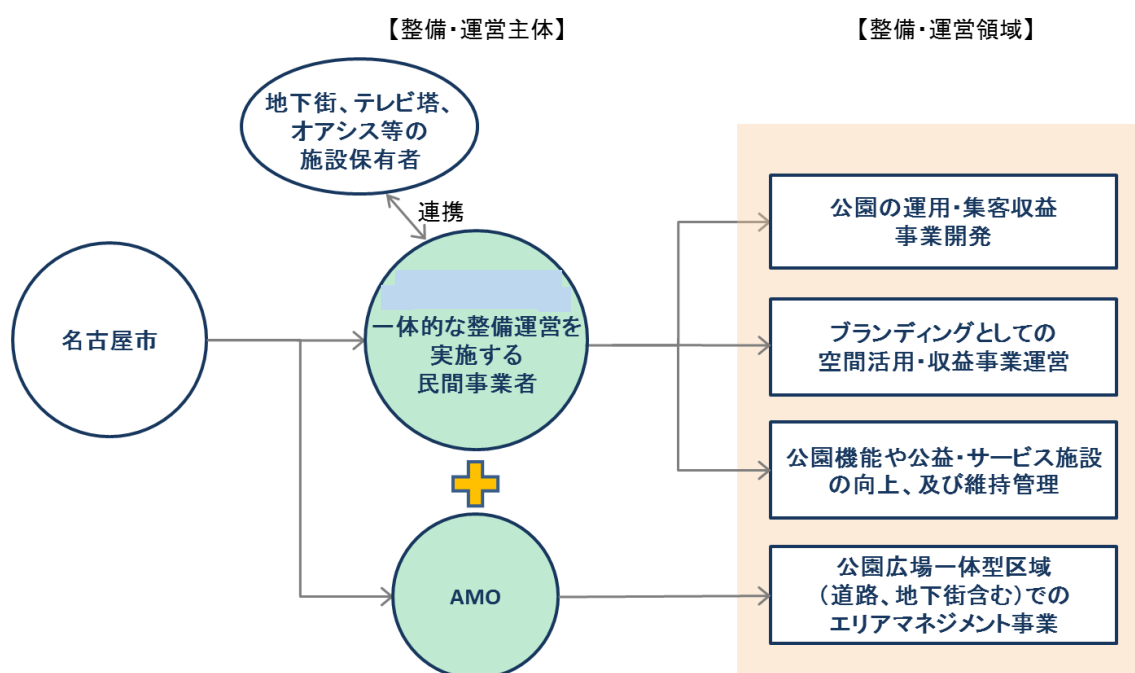 【整備・運営主体】
【整備・運営領域】
地下街、テレビ塔、
オアシス等の
施設保有者
連携
名古屋市
一体的な整備運営を
実施する
民間事業者
AMO
公園の運用・集客収益
事業開発
ブランディングとしての
空間活用・収益事業運営
公園機能や公益・サービス施設
の向上、及び維持管理
公園広場一体型区域
（道路、地下街含む）での
エリアマネジメント事業